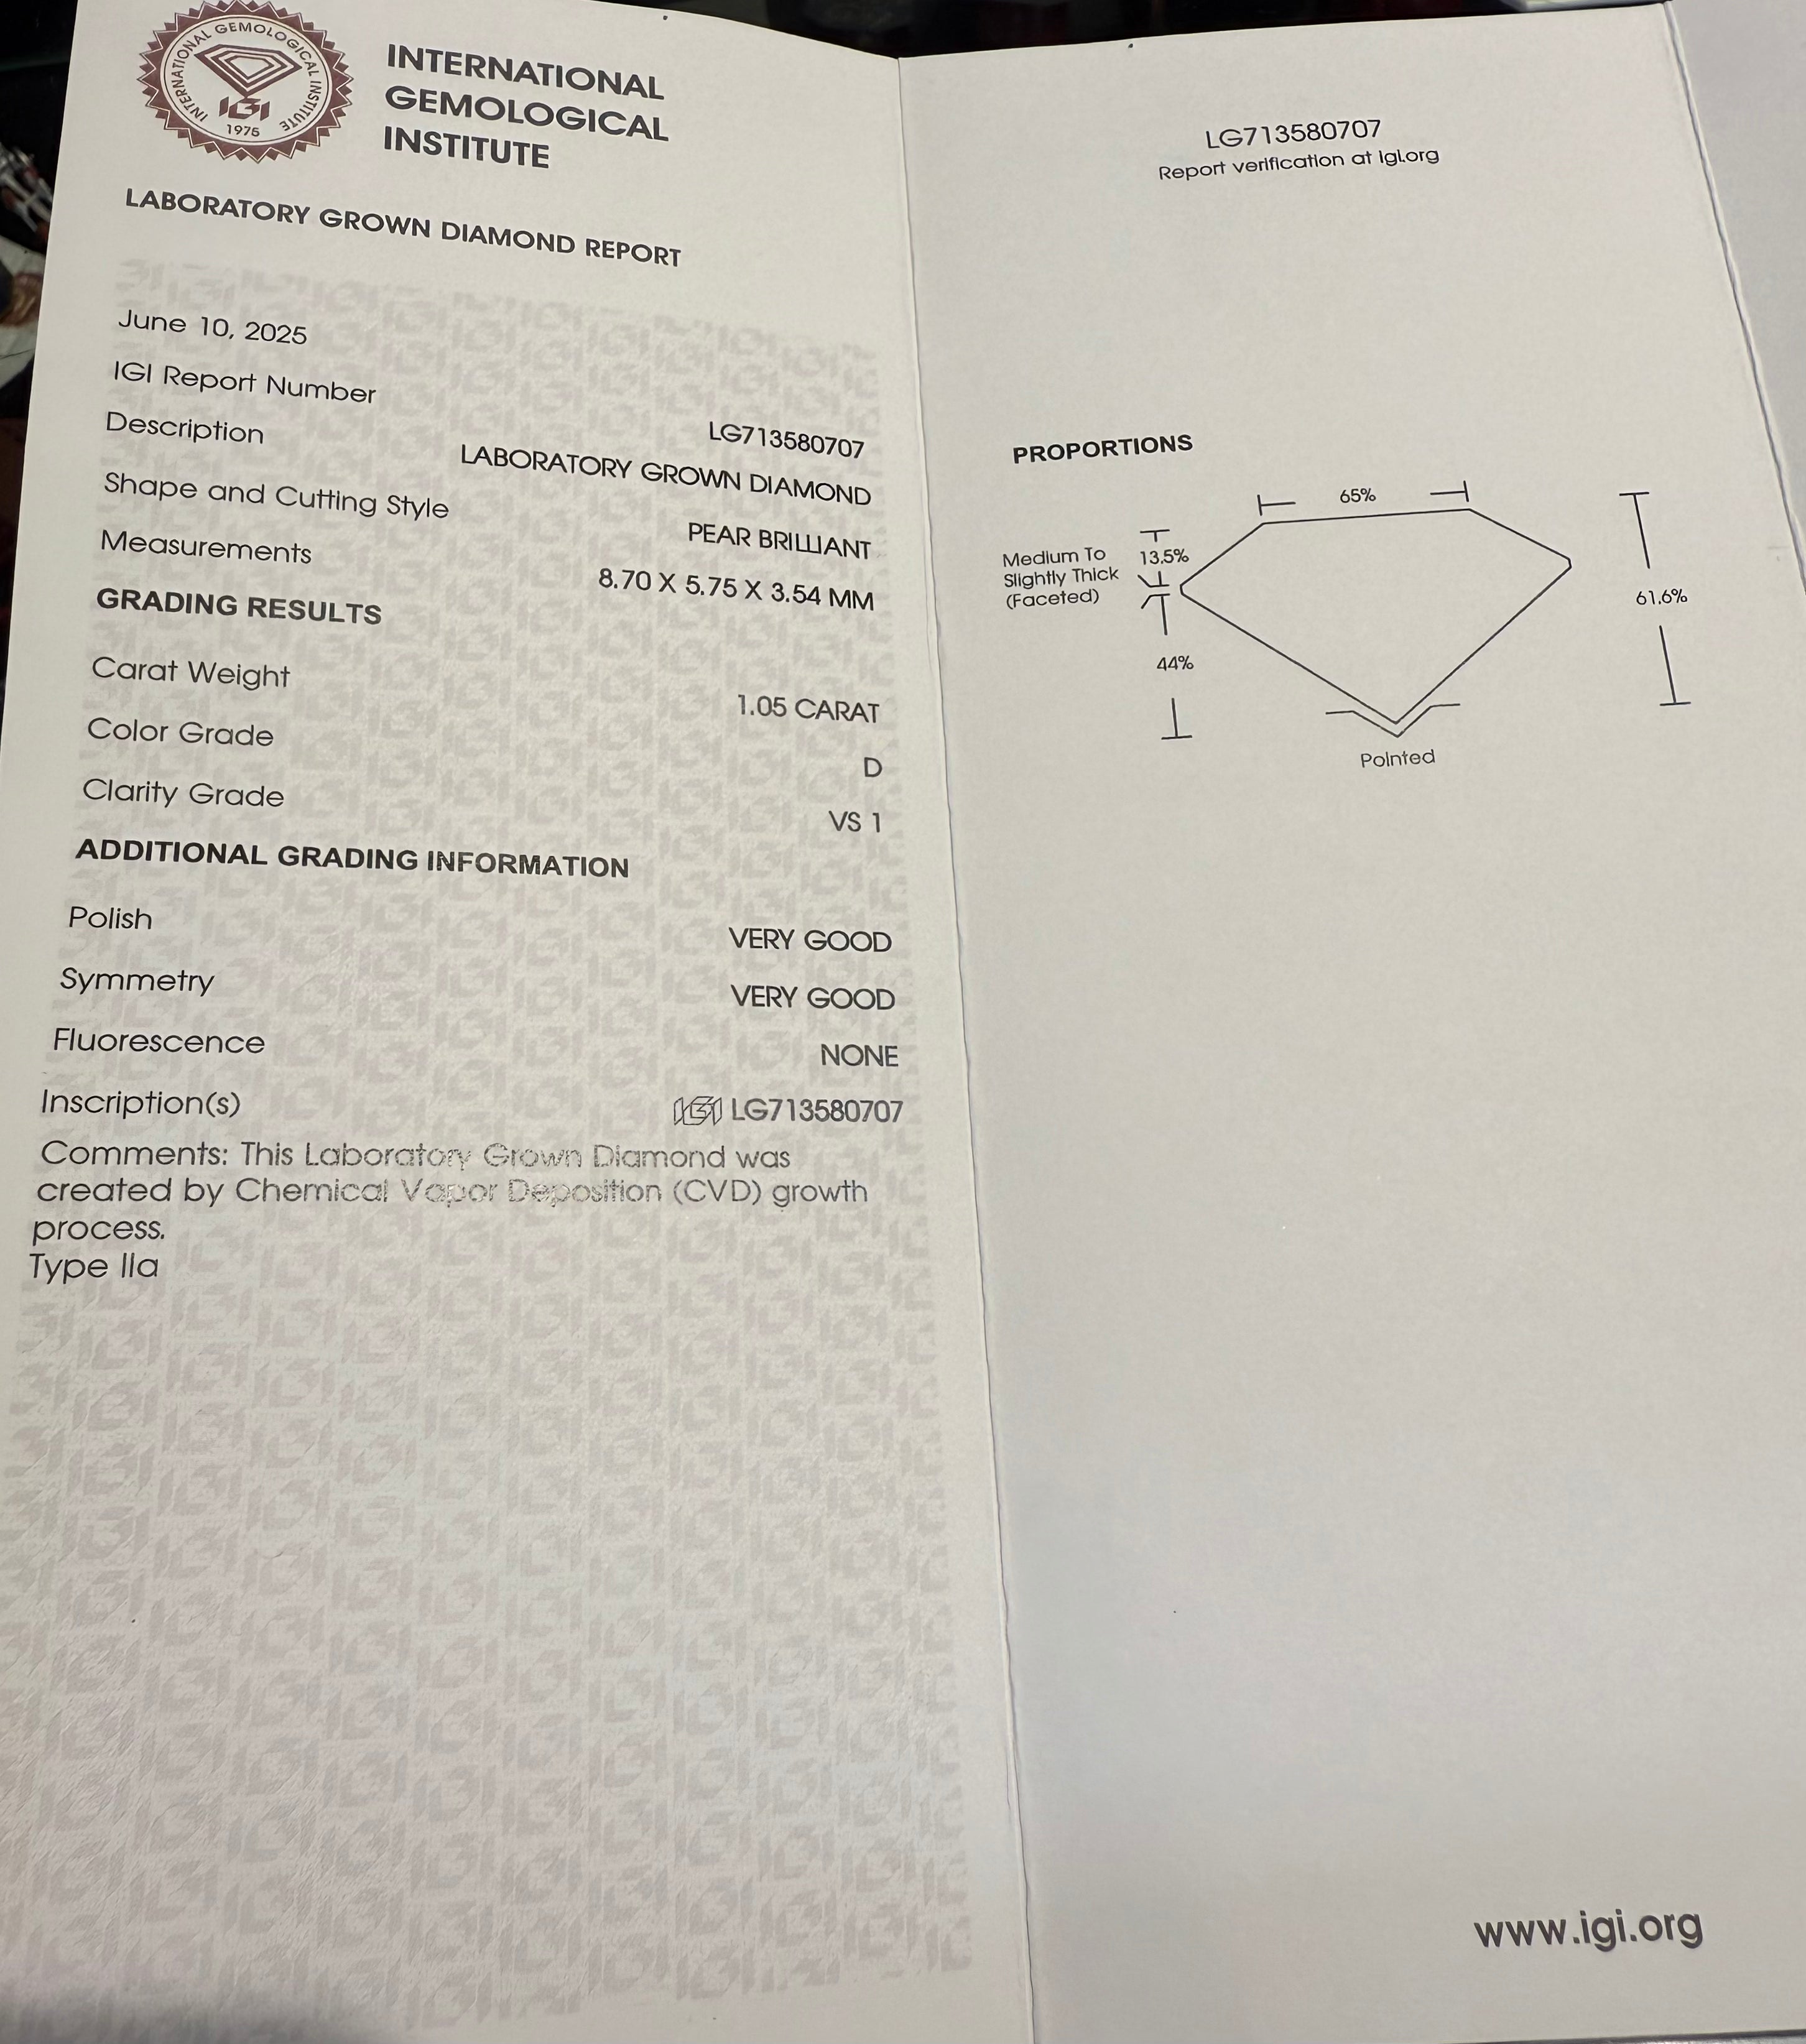 INTERNATIONAL GEMOLOGICAL INSTITUTE
IGI
1975
INTERNATIONAL
GEMOLOGICAL
INSTITUTE
LABORATORY GROWN DIAMOND REPORT
June 10, 2025
IGI Report Number LG713580707
Description LABORATORY GROWN DIAMOND
Shape and Cutting Style PEAR BRILLIANT
Measurements 8.70 X 5.75 X 3.54 MM
GRADING RESULTS
Carat Weight 1.05 CARAT
Color Grade D
Clarity Grade VS 1
ADDITIONAL GRADING INFORMATION
Polish VERY GOOD
Symmetry VERY GOOD
Fluorescence NONE
Inscription(s) IGI LG713580707
Comments: This Laboratory Grown Diamond was
created by Chemical Vapor Deposition (CVD) growth
process.
Type IIa
LG713580707
Report verification at igi.org
PROPORTIONS
65%
Medium To
Slightly Thick
(Faceted)
13.5%
44%
61.6%
Pointed
www.igi.org